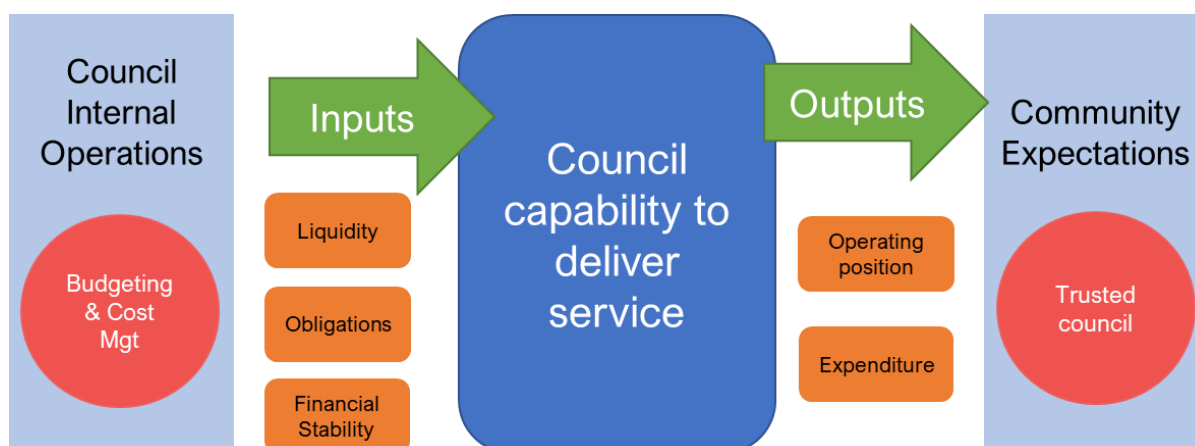 Council
Internal
Operations
Budgeting
& Cost
Mgt
Inputs
Liquidity
Obligations
Financial
Stability
Council
capability to
deliver
service
Outputs
Operating
position
Expenditure
Community
Expectations
Trusted
council